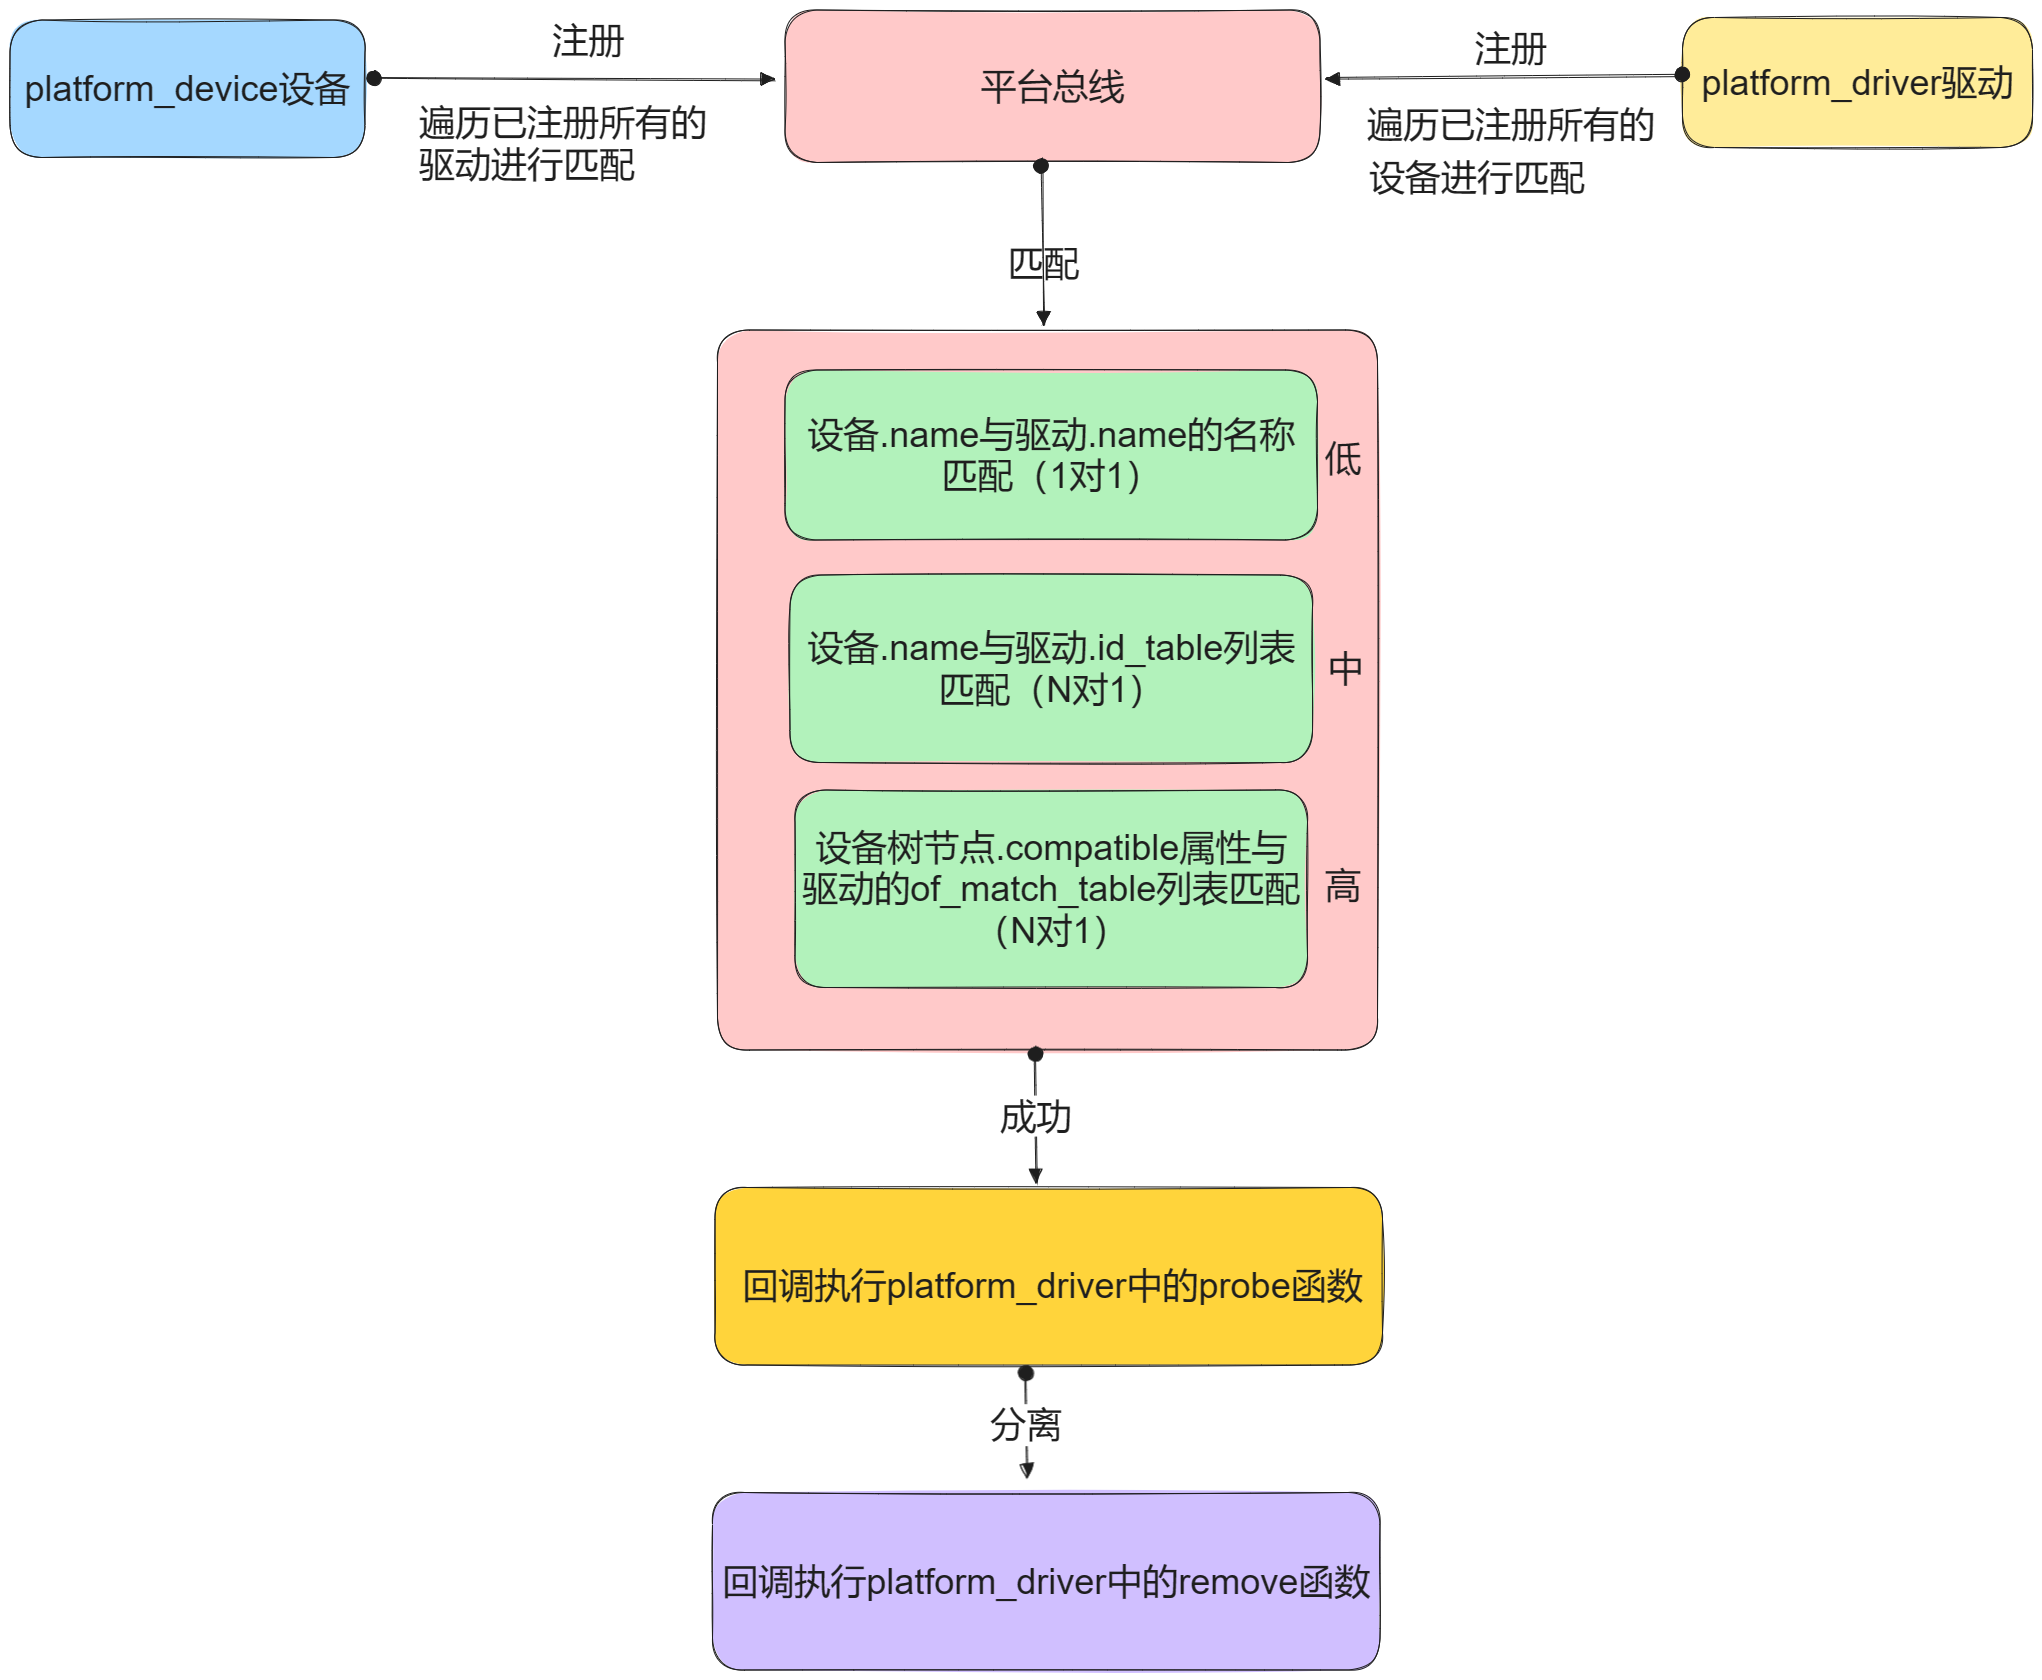 platform_device设备
注册
遍历已注册所有的
驱动进行匹配
平台总线
注册
遍历已注册所有的
设备进行匹配
platform_driver驱动
匹配
设备.name与驱动.name的名称
匹配（1对1）
低
设备.name与驱动.id_table列表
匹配（N对1）
中
设备树节点.compatible属性与
驱动的of_match_table列表匹配
（N对1）
高
成功
回调执行platform_driver中的probe函数
分离
回调执行platform_driver中的remove函数